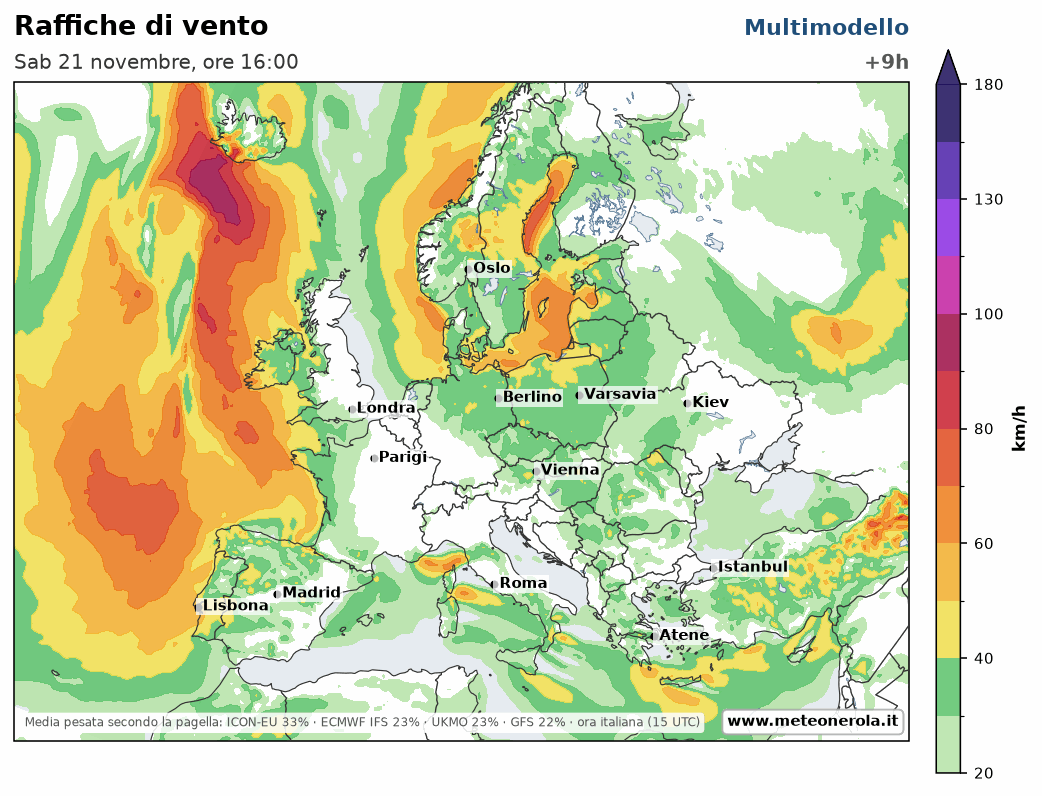 Raffiche di vento
Multimodello
Sab 21 novembre, ore 16:00
+9h
180
130
100
80
60
40
20
km/h
Oslo
Berlino
Varsavia
Kiev
Londra
Parigi
Vienna
Istanbul
Roma
Madrid
Lisbona
Atene
Media pesata secondo la pagella: ICON-EU 33% · ECMWF IFS 23% · UKMO 23% · GFS 22% · ora italiana (15 UTC)
www.meteonerola.it